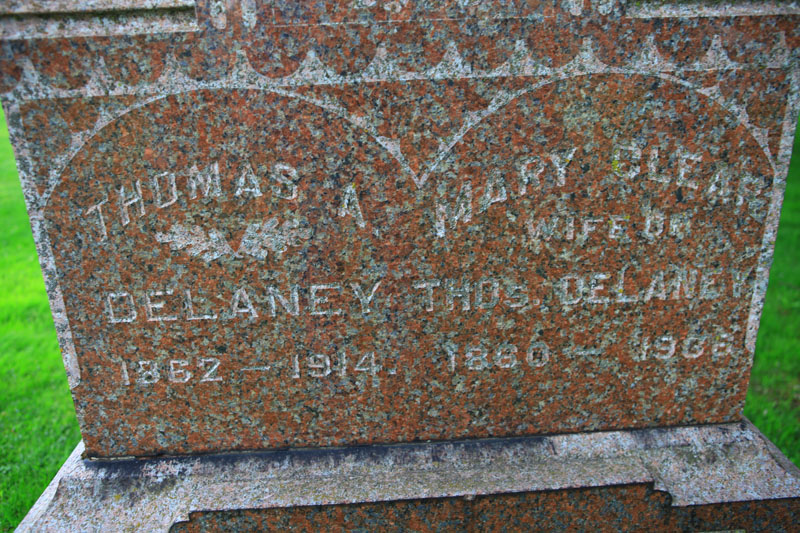 THOMAS A.
DELANEY
1862 – 1914.
MARY
WIFE OF
THOS. DELANEY
1860 –